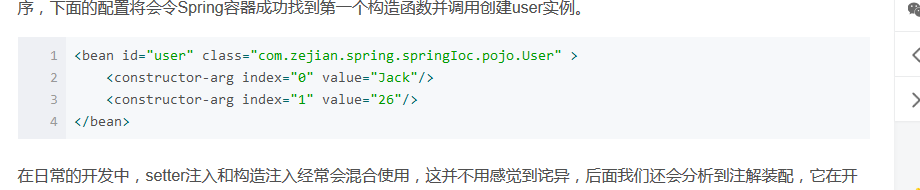 序，下面的配置将会令Spring容器成功找到第一个构造函数并调用创建user实例。
1 <bean id="user" class="com.zejian.spring.springIoc.pojo.User" >
2     <constructor-arg index="0" value="Jack"/>
3     <constructor-arg index="1" value="26"/>
4 </bean>
在日常的开发中，setter注入和构造注入经常会混合使用，这并不用感觉到诧异，后面我们还会分析到注解装配，它在开